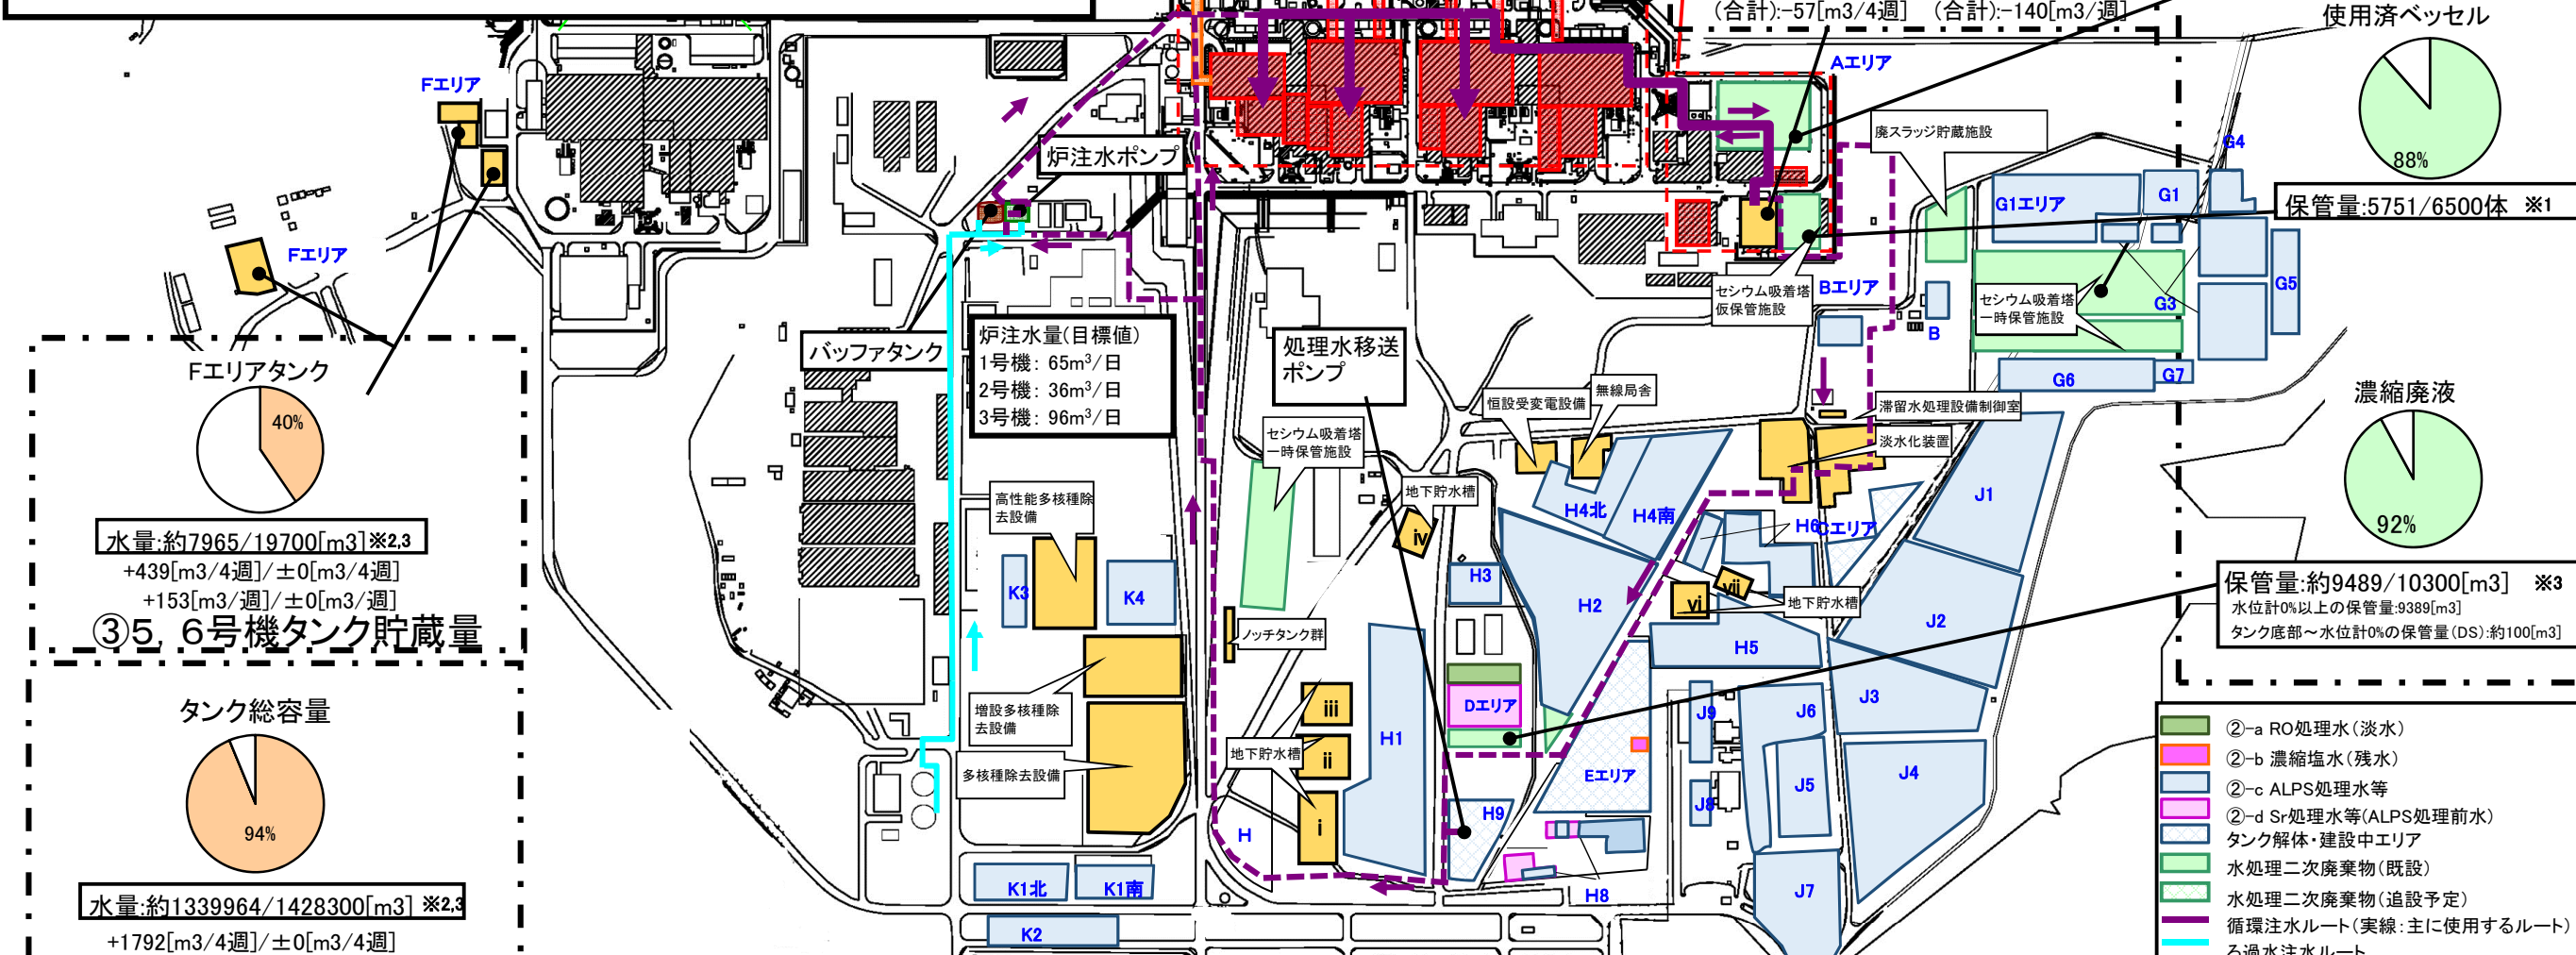 (合計):-57[m3/4週] (合計):-140[m3/週]
使用済ベッセル
88%
保管量:5751/6500体 ※1
Aエリア
廃スラッジ貯蔵施設
G4
G1エリア
G1
Fエリア
炉注水ポンプ
Fエリア
セシウム吸着塔
仮保管施設
Bエリア
B
セシウム吸着塔
一時保管施設
G3
G5
G6
G7
バッファタンク
炉注水量(目標値)
1号機: 65m³/日
2号機: 36m³/日
3号機: 96m³/日
処理水移送
ポンプ
恒設受変電設備
無線局舎
滞留水処理設備制御室
淡水化装置
濃縮廃液
92%
保管量:約9489/10300[m3] ※3
水位計0%以上の保管量:9389[m3]
タンク底部～水位計0%の保管量(DS):約100[m3]
Fエリアタンク
40%
水量:約7965/19700[m3]※2,3
+439[m3/4週]/±0[m3/4週]
+153[m3/週]/±0[m3/週]
③5, 6号機タンク貯蔵量
セシウム吸着塔
一時保管施設
高性能多核種除
去設備
地下貯水槽
iv
H4北
H4南
H6
Cエリア
J1
K3
K4
H3
H2
vi
vii
地下貯水槽
J2
ノッチタンク群
H5
タンク総容量
94%
水量:約1339964/1428300[m3] ※2,3
+1792[m3/4週]/±0[m3/4週]
増設多核種除
去設備
多核種除去設備
地下貯水槽
iii
ii
i
H1
Dエリア
Eエリア
J9
J6
J3
J8
J5
J4
H
H9
H8
J7
K1北
K1南
K2
②-a RO処理水(淡水)
②-b 濃縮塩水(残水)
②-c ALPS処理水等
②-d Sr処理水等(ALPS処理前水)
タンク解体・建設中エリア
水処理二次廃棄物(既設)
水処理二次廃棄物(追設予定)
循環注水ルート(実線:主に使用するルート)
ろ過水注水ルート